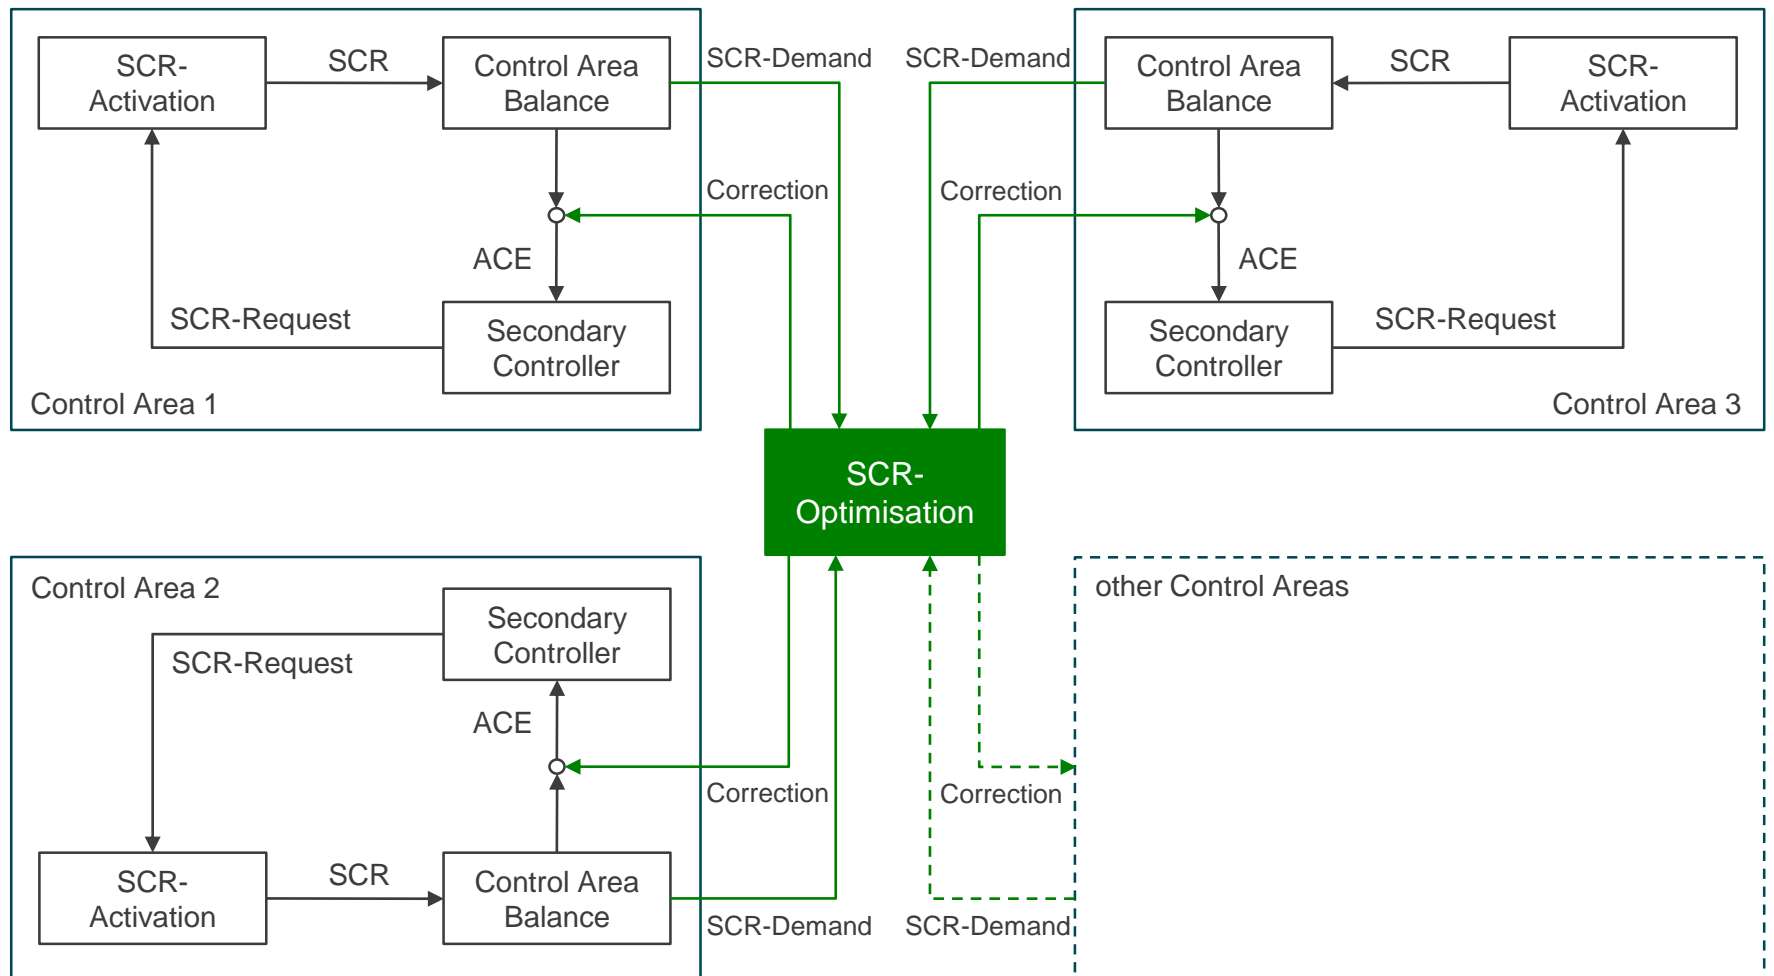 SCR-
Activation
SCR
Control Area
Balance
SCR-Demand
Correction
ACE
SCR-Request
Secondary
Controller
Control Area 1
SCR-Demand
Control Area
Balance
SCR
SCR-
Activation
Correction
ACE
Secondary
Controller
SCR-Request
Control Area 3
SCR-
Optimisation
Control Area 2
Secondary
Controller
SCR-Request
ACE
Correction
SCR-
Activation
SCR
Control Area
Balance
SCR-Demand
other Control Areas
Correction
SCR-Demand